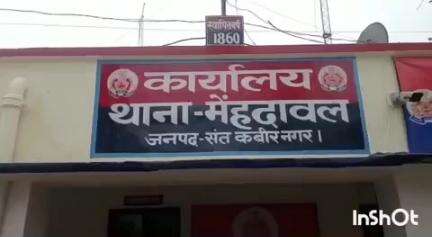 स्थापित वर्ष
1860
कार्यालय
थाना-मेंहदावल
जनपद-संत कबीर नगर।
InShOt